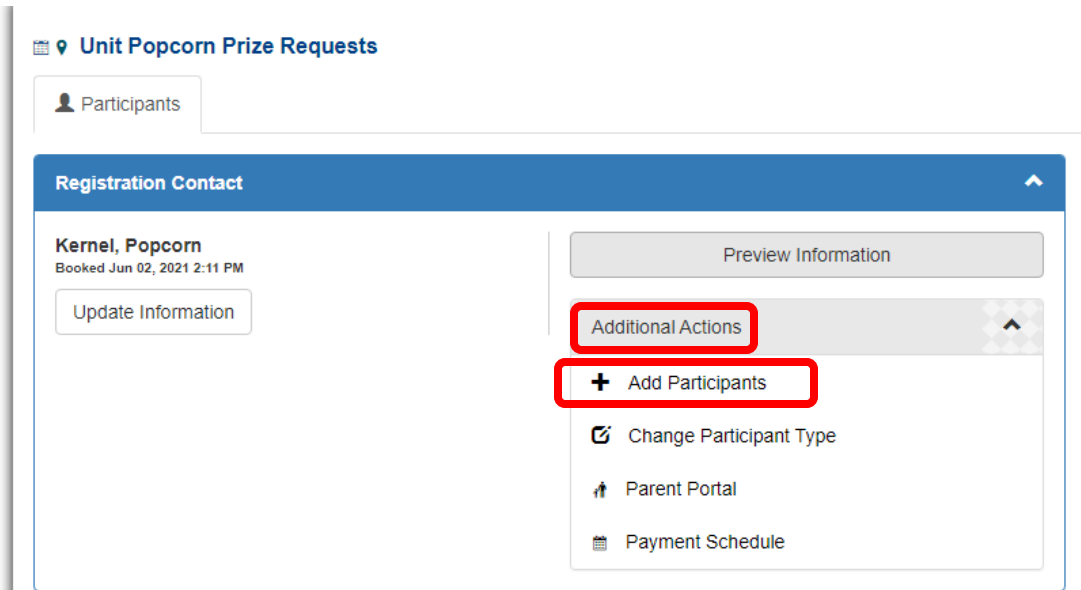 Unit Popcorn Prize Requests
Participants
Registration Contact
Kernel, Popcorn
Booked Jun 02, 2021 2:11 PM
Update Information
Preview Information
Additional Actions
Add Participants
Change Participant Type
Parent Portal
Payment Schedule